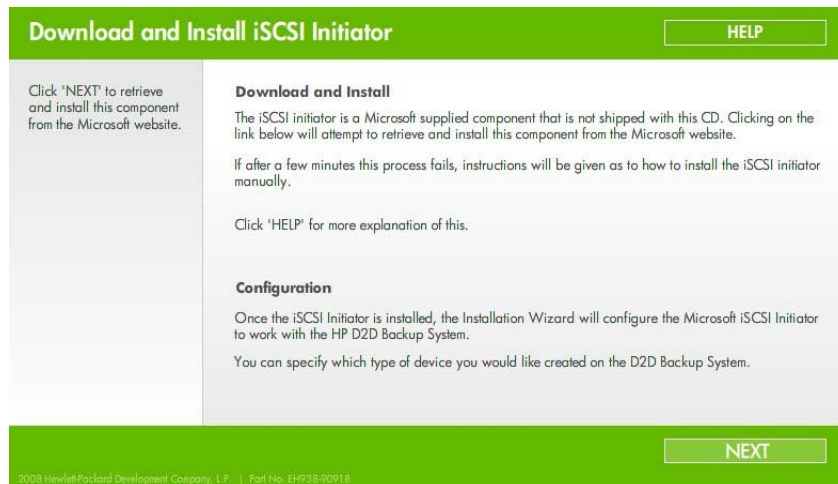 Download and Install iSCSI Initiator
HELP
Click 'NEXT' to retrieve
and install this component
from the Microsoft website.
Download and Install
The iSCSI initiator is a Microsoft supplied component that is not shipped with this CD. Clicking on the
link below will attempt to retrieve and install this component from the Microsoft website.
If after a few minutes this process fails, instructions will be given as to how to install the iSCSI initiator
manually.
Click 'HELP' for more explanation of this.
Configuration
Once the iSCSI Initiator is installed, the Installation Wizard will configure the Microsoft iSCSI Initiator
to work with the HP D2D Backup System.
You can specify which type of device you would like created on the D2D Backup System.
NEXT
2008 Hewlett-Packard Development Company, L.P. | Part No. EH938-90918